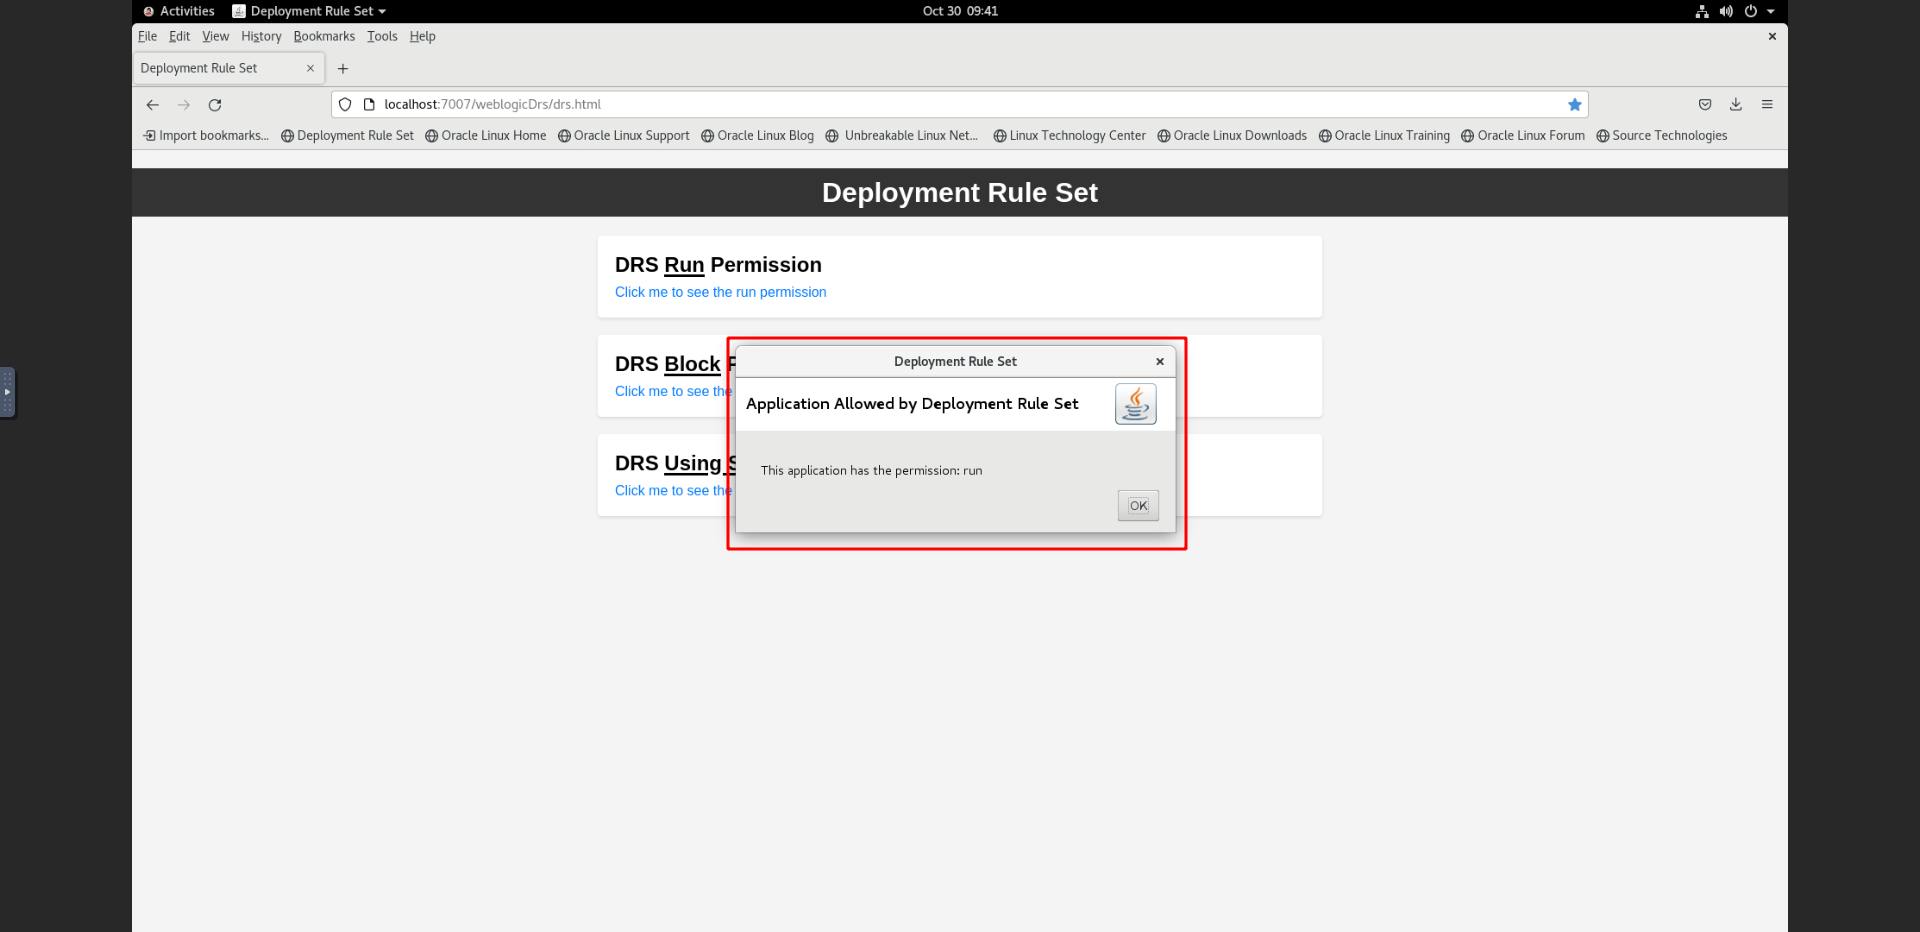 Activities Deployment Rule Set Oct 30 09:41
File Edit View History Bookmarks Tools Help
Deployment Rule Set
localhost:7007/weblogicDrs/drs.html
Import bookmarks... Deployment Rule Set Oracle Linux Home Oracle Linux Support Oracle Linux Blog Unbreakable Linux Net... Linux Technology Center Oracle Linux Downloads Oracle Linux Training Oracle Linux Forum Source Technologies
Deployment Rule Set
DRS Run Permission
Click me to see the run permission
DRS Block
Click me to see the
DRS Using
Click me to see the
Deployment Rule Set
Application Allowed by Deployment Rule Set
This application has the permission: run
OK